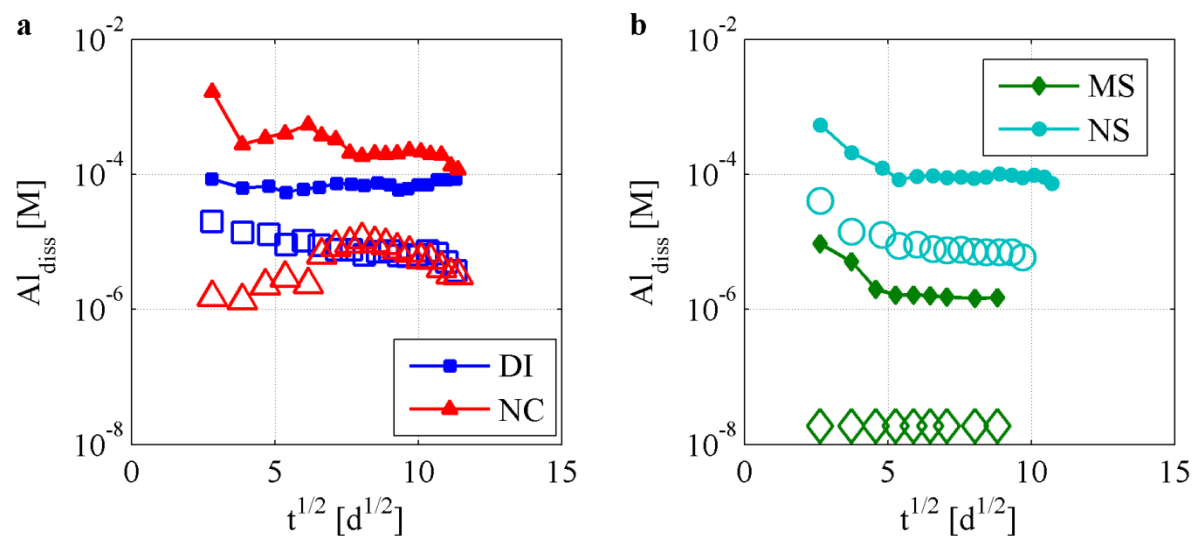 a
10^-2
10^-4
10^-6
10^-8
Al_diss [M]
0 5 10 15
t^1/2 [d^1/2]
DI
NC
b
10^-2
10^-4
10^-6
10^-8
Al_diss [M]
0 5 10 15
t^1/2 [d^1/2]
MS
NS